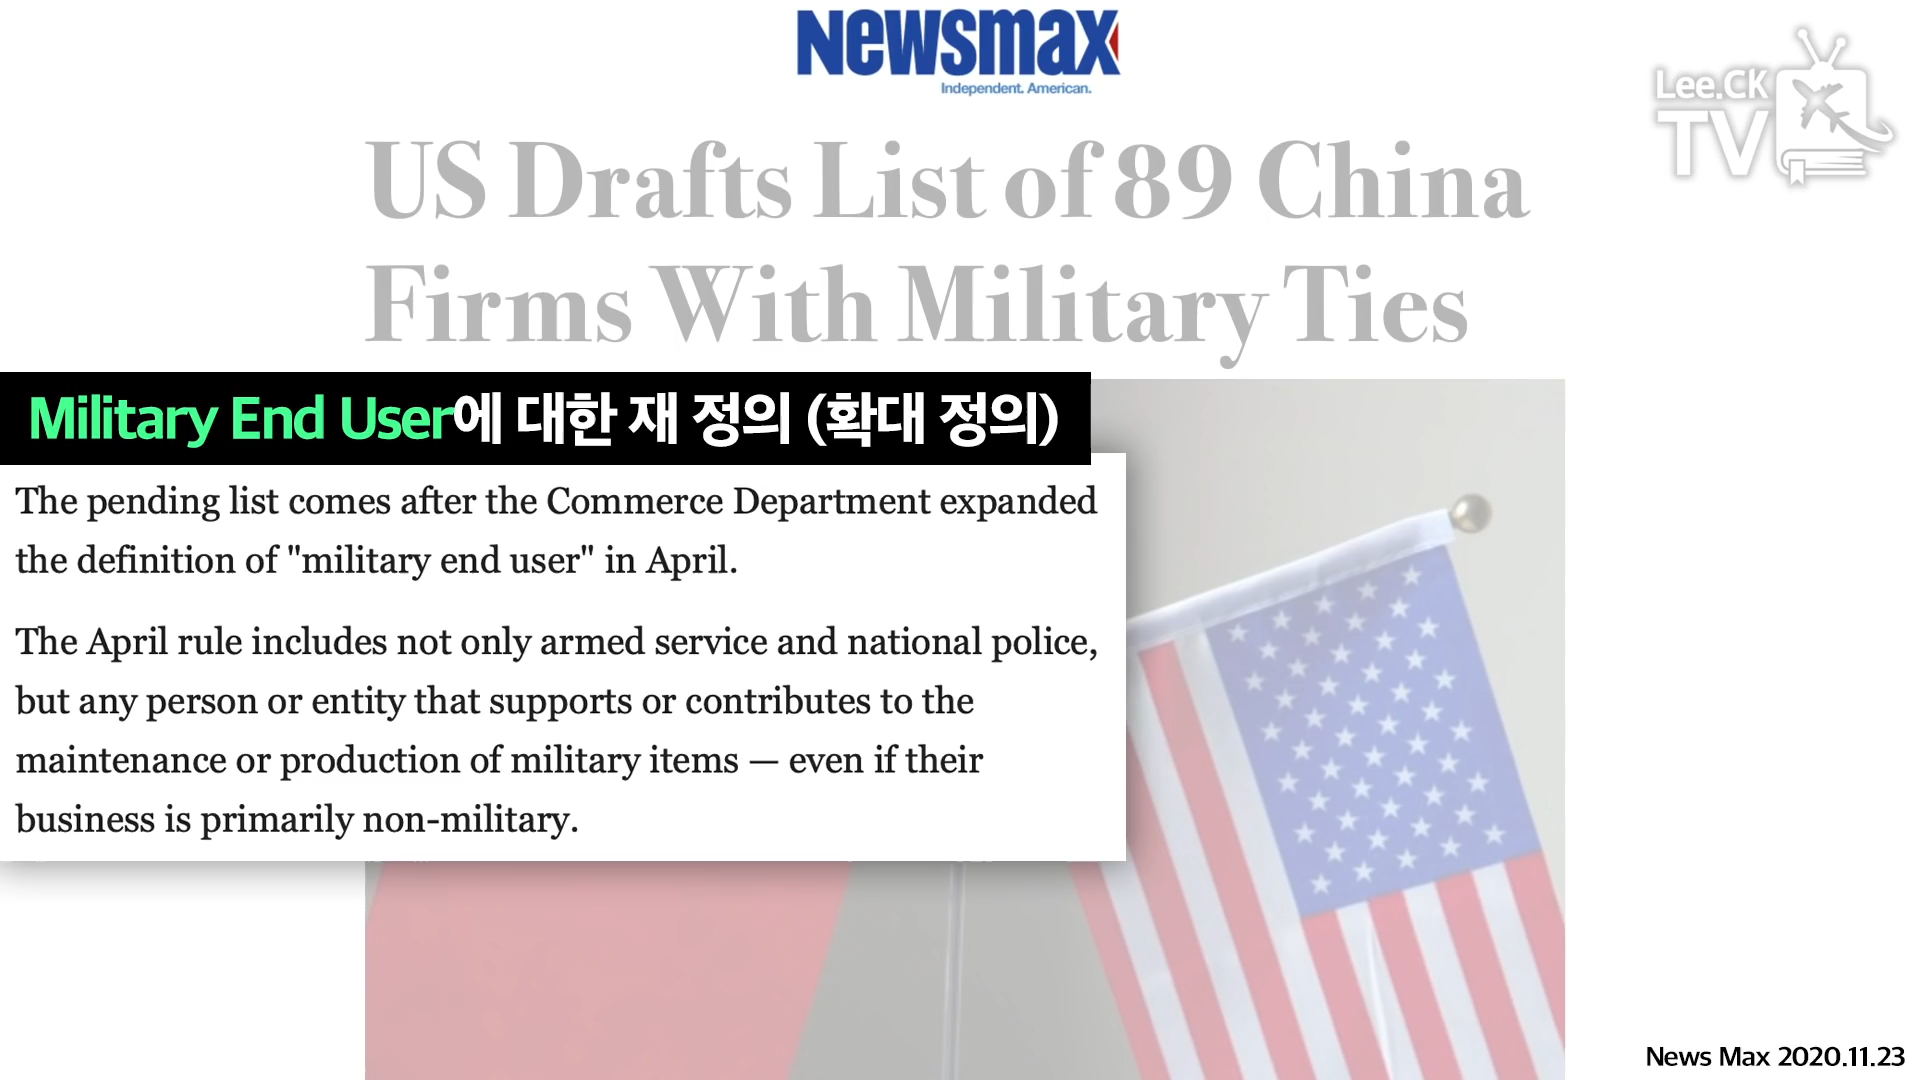 Newsmax
Independent. American.
Lee.CK
TV
US Drafts List of 89 China
Firms With Military Ties
Military End User에 대한 재 정의 (확대 정의)
The pending list comes after the Commerce Department expanded
the definition of "military end user" in April.
The April rule includes not only armed service and national police,
but any person or entity that supports or contributes to the
maintenance or production of military items — even if their
business is primarily non-military.
News Max 2020.11.23